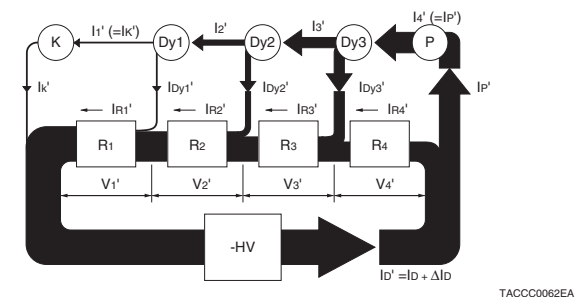 I1' (=IK') I2' I3' I4' (=IP')
K Dy1 Dy2 Dy3 P
Ik' IDy1' IDy2' IDy3' IP'
IR1' IR2' IR3' IR4'
R1 R2 R3 R4
V1' V2' V3' V4'
-HV
ID' =ID + ΔID
TACCC0062EA